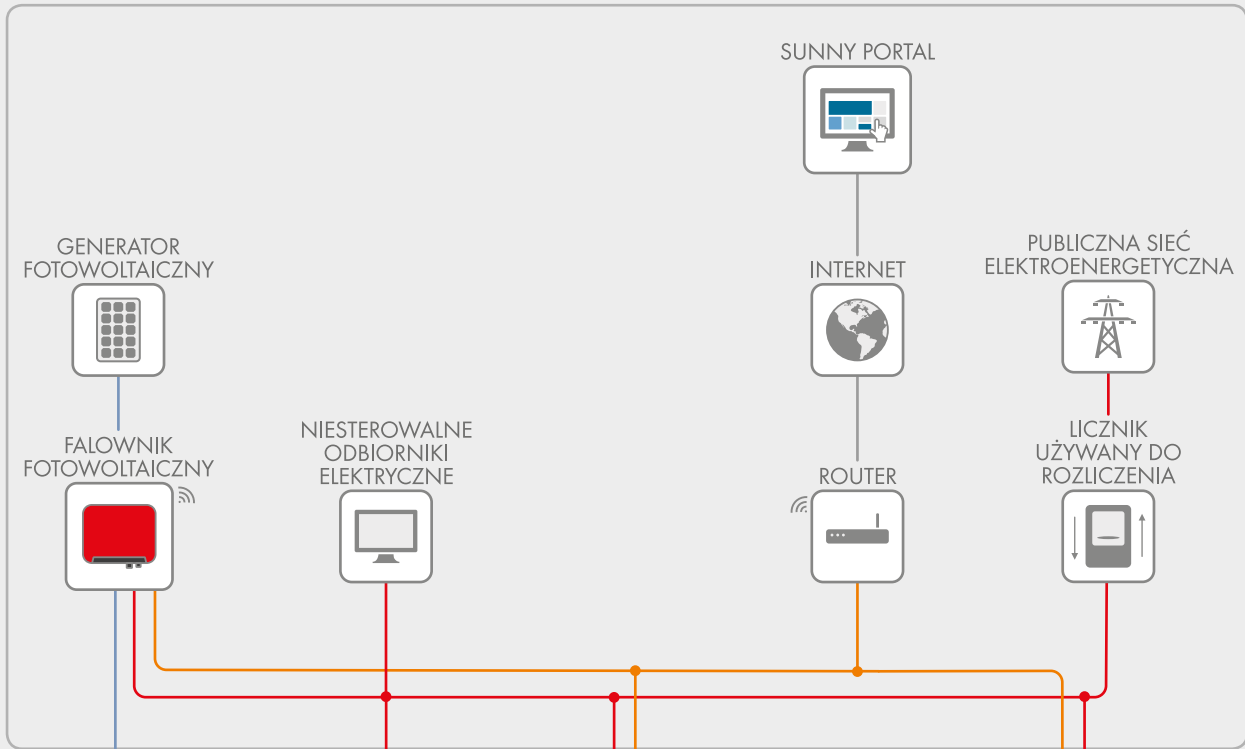 SUNNY PORTAL
GENERATOR
FOTOWOLTAICZNY
INTERNET
PUBLICZNA SIEĆ
ELEKTROENERGETYCZNA
FALOWNIK
FOTOWOLTAICZNY
NIESTEROWALNE
ODBIORNIKI
ELEKTRYCZNE
ROUTER
LICZNIK
UŻYWANY DO
ROZLICZENIA